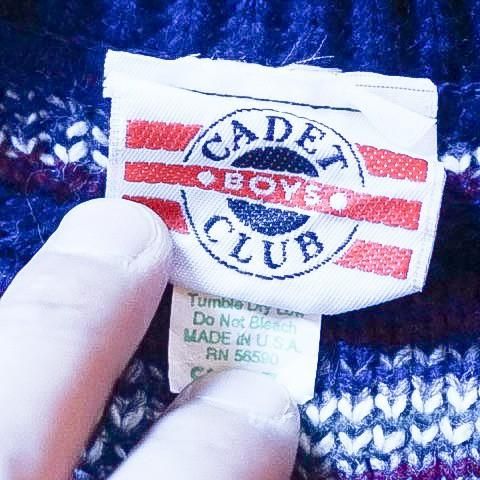 CADET
BOYS
CLUB
Tumble Dry Low
Do Not Bleach
MADE IN U.S.A.
RN 56590